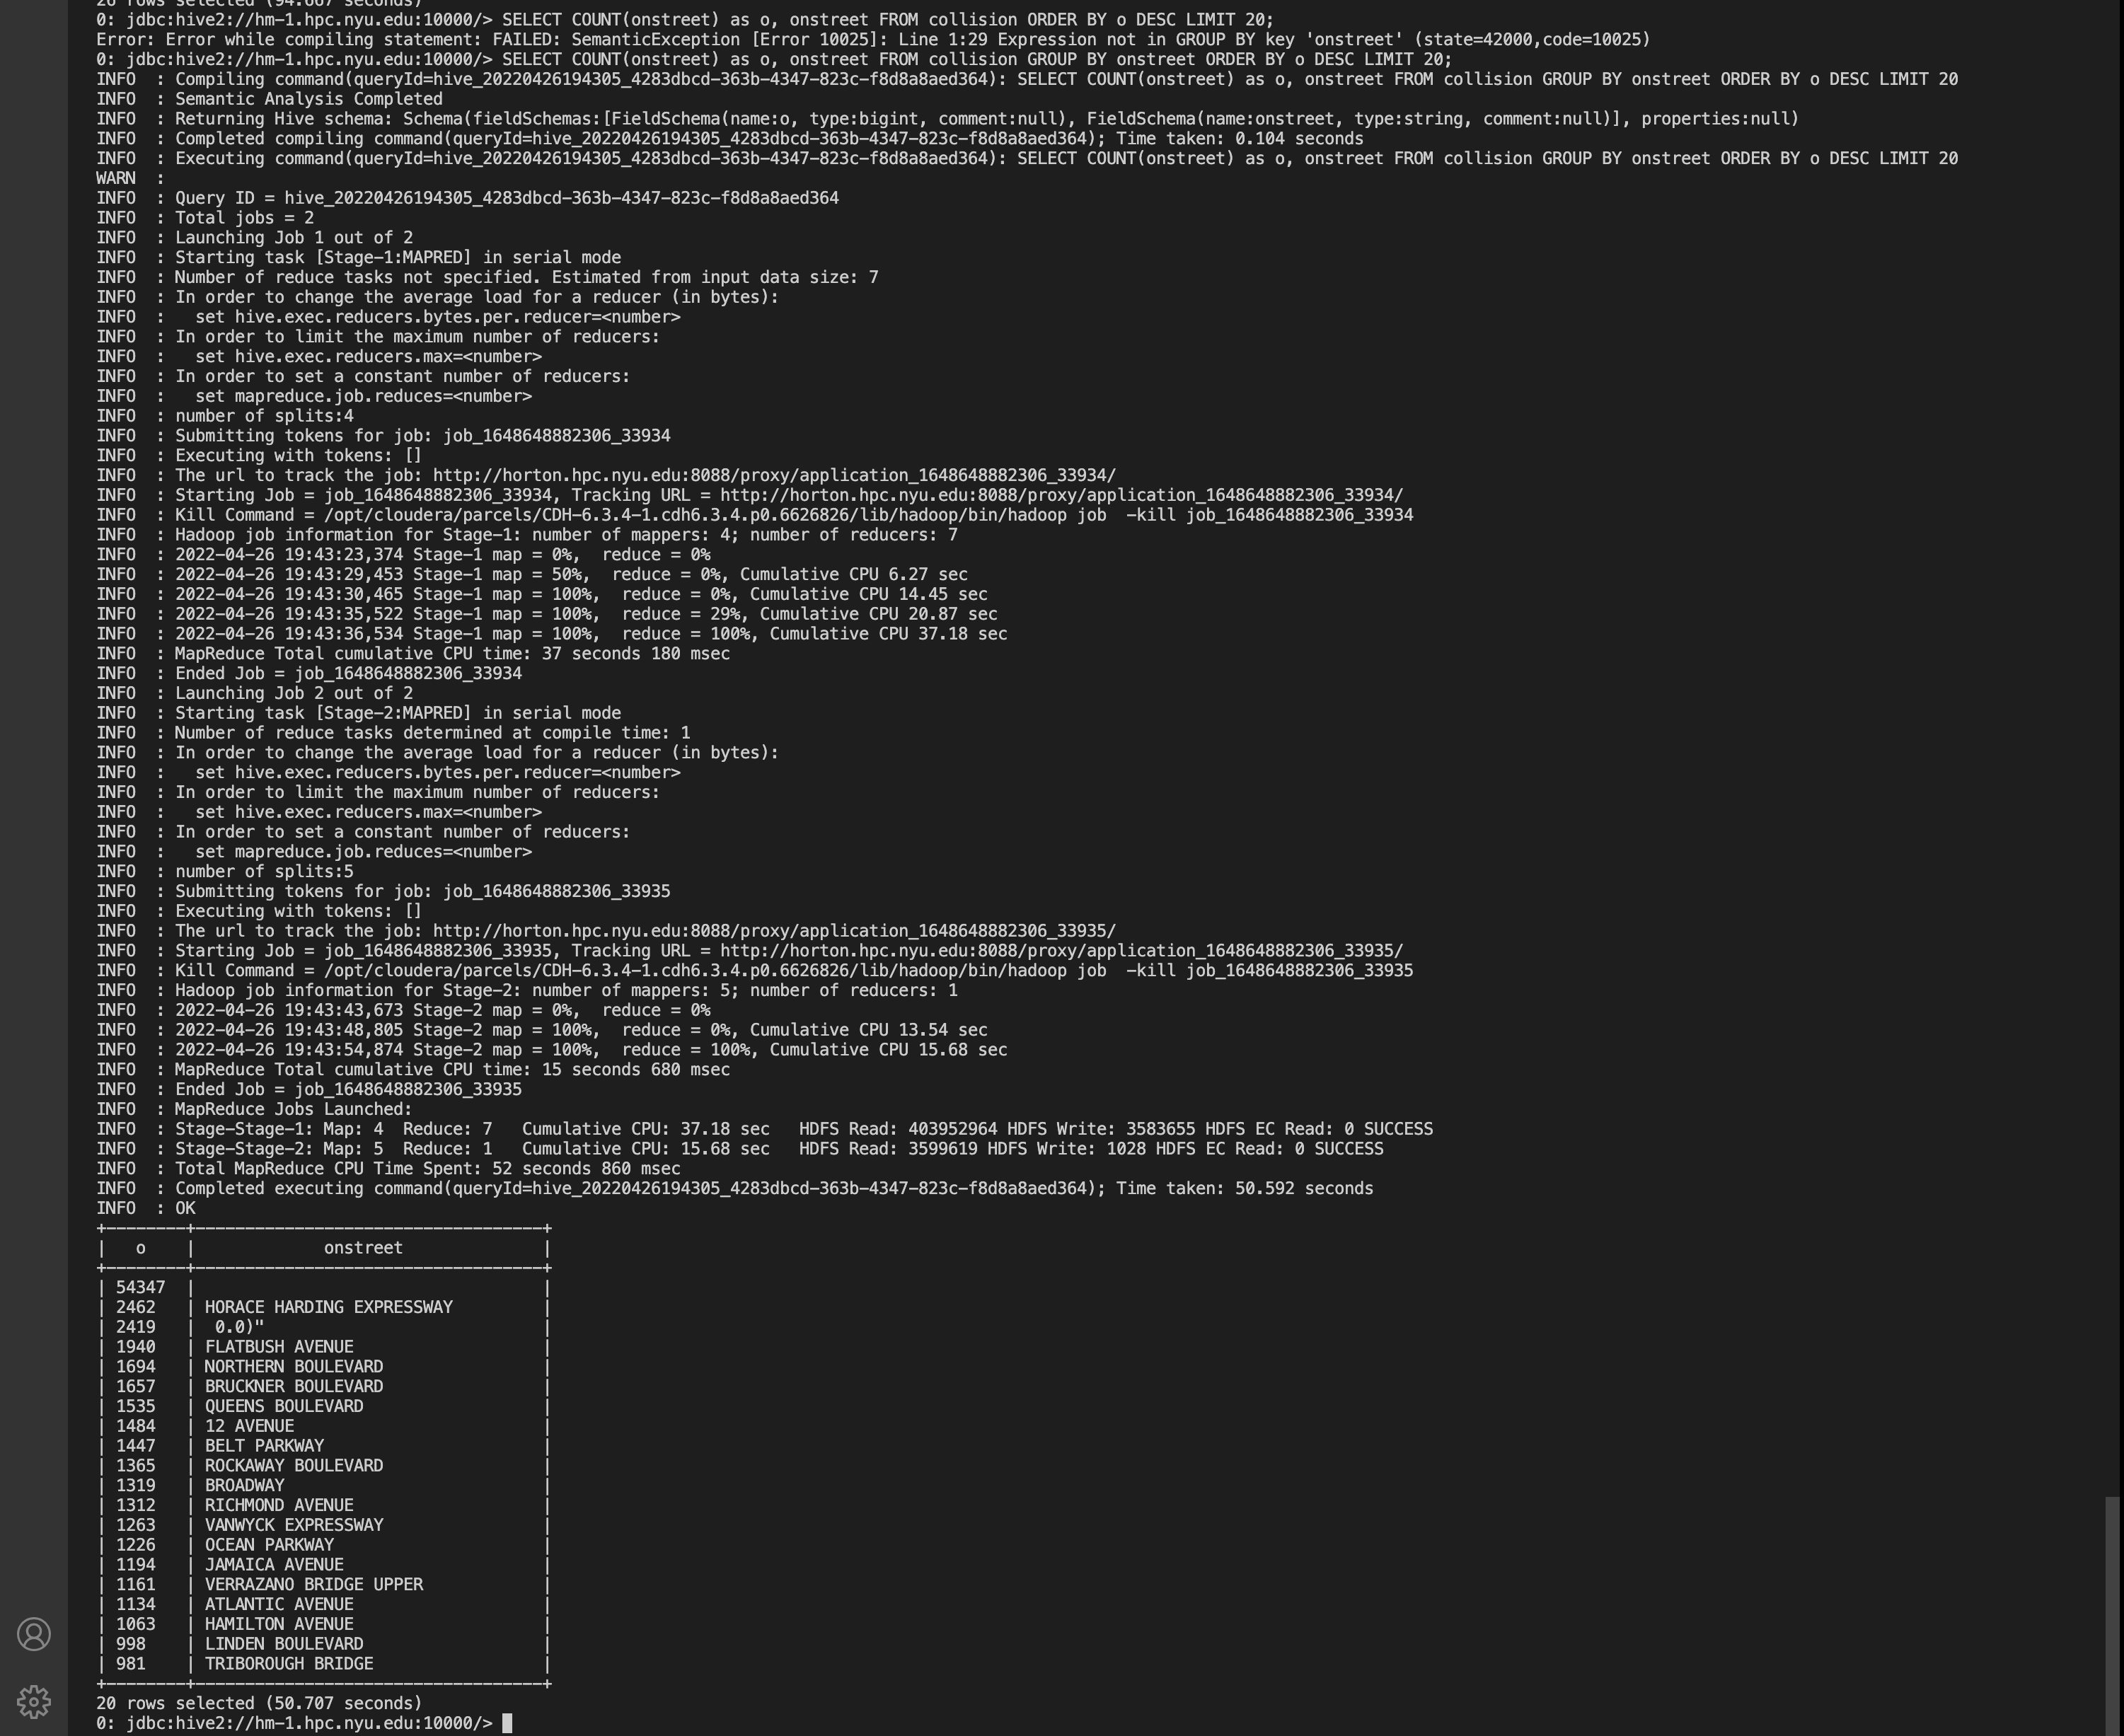 26 rows selected (94.667 seconds)
0: jdbc:hive2://hm-1.hpc.nyu.edu:10000/> SELECT COUNT(onstreet) as o, onstreet FROM collision ORDER BY o DESC LIMIT 20;
Error: Error while compiling statement: FAILED: SemanticException [Error 10025]: Line 1:29 Expression not in GROUP BY key 'onstreet' (state=42000,code=10025)
0: jdbc:hive2://hm-1.hpc.nyu.edu:10000/> SELECT COUNT(onstreet) as o, onstreet FROM collision GROUP BY onstreet ORDER BY o DESC LIMIT 20;
INFO  : Compiling command(queryId=hive_20220426194305_4283dbcd-363b-4347-823c-f8d8a8aed364): SELECT COUNT(onstreet) as o, onstreet FROM collision GROUP BY onstreet ORDER BY o DESC LIMIT 20
INFO  : Semantic Analysis Completed
INFO  : Returning Hive schema: Schema(fieldSchemas:[FieldSchema(name:o, type:bigint, comment:null), FieldSchema(name:onstreet, type:string, comment:null)], properties:null)
INFO  : Completed compiling command(queryId=hive_20220426194305_4283dbcd-363b-4347-823c-f8d8a8aed364); Time taken: 0.104 seconds
INFO  : Executing command(queryId=hive_20220426194305_4283dbcd-363b-4347-823c-f8d8a8aed364): SELECT COUNT(onstreet) as o, onstreet FROM collision GROUP BY onstreet ORDER BY o DESC LIMIT 20
WARN  :
INFO  : Query ID = hive_20220426194305_4283dbcd-363b-4347-823c-f8d8a8aed364
INFO  : Total jobs = 2
INFO  : Launching Job 1 out of 2
INFO  : Starting task [Stage-1:MAPRED] in serial mode
INFO  : Number of reduce tasks not specified. Estimated from input data size: 7
INFO  : In order to change the average load for a reducer (in bytes):
INFO  :   set hive.exec.reducers.bytes.per.reducer=<number>
INFO  : In order to limit the maximum number of reducers:
INFO  :   set hive.exec.reducers.max=<number>
INFO  : In order to set a constant number of reducers:
INFO  :   set mapreduce.job.reduces=<number>
INFO  : number of splits:4
INFO  : Submitting tokens for job: job_1648648882306_33934
INFO  : Executing with tokens: []
INFO  : The url to track the job: http://horton.hpc.nyu.edu:8088/proxy/application_1648648882306_33934/
INFO  : Starting Job = job_1648648882306_33934, Tracking URL = http://horton.hpc.nyu.edu:8088/proxy/application_1648648882306_33934/
INFO  : Kill Command = /opt/cloudera/parcels/CDH-6.3.4-1.cdh6.3.4.p0.6626826/lib/hadoop/bin/hadoop job  -kill job_1648648882306_33934
INFO  : Hadoop job information for Stage-1: number of mappers: 4; number of reducers: 7
INFO  : 2022-04-26 19:43:23,374 Stage-1 map = 0%,  reduce = 0%
INFO  : 2022-04-26 19:43:29,453 Stage-1 map = 50%,  reduce = 0%, Cumulative CPU 6.27 sec
INFO  : 2022-04-26 19:43:30,465 Stage-1 map = 100%,  reduce = 0%, Cumulative CPU 14.45 sec
INFO  : 2022-04-26 19:43:35,522 Stage-1 map = 100%,  reduce = 29%, Cumulative CPU 20.87 sec
INFO  : 2022-04-26 19:43:36,534 Stage-1 map = 100%,  reduce = 100%, Cumulative CPU 37.18 sec
INFO  : MapReduce Total cumulative CPU time: 37 seconds 180 msec
INFO  : Ended Job = job_1648648882306_33934
INFO  : Launching Job 2 out of 2
INFO  : Starting task [Stage-2:MAPRED] in serial mode
INFO  : Number of reduce tasks determined at compile time: 1
INFO  : In order to change the average load for a reducer (in bytes):
INFO  :   set hive.exec.reducers.bytes.per.reducer=<number>
INFO  : In order to limit the maximum number of reducers:
INFO  :   set hive.exec.reducers.max=<number>
INFO  : In order to set a constant number of reducers:
INFO  :   set mapreduce.job.reduces=<number>
INFO  : number of splits:5
INFO  : Submitting tokens for job: job_1648648882306_33935
INFO  : Executing with tokens: []
INFO  : The url to track the job: http://horton.hpc.nyu.edu:8088/proxy/application_1648648882306_33935/
INFO  : Starting Job = job_1648648882306_33935, Tracking URL = http://horton.hpc.nyu.edu:8088/proxy/application_1648648882306_33935/
INFO  : Kill Command = /opt/cloudera/parcels/CDH-6.3.4-1.cdh6.3.4.p0.6626826/lib/hadoop/bin/hadoop job  -kill job_1648648882306_33935
INFO  : Hadoop job information for Stage-2: number of mappers: 5; number of reducers: 1
INFO  : 2022-04-26 19:43:43,673 Stage-2 map = 0%,  reduce = 0%
INFO  : 2022-04-26 19:43:48,805 Stage-2 map = 100%,  reduce = 0%, Cumulative CPU 13.54 sec
INFO  : 2022-04-26 19:43:54,874 Stage-2 map = 100%,  reduce = 100%, Cumulative CPU 15.68 sec
INFO  : MapReduce Total cumulative CPU time: 15 seconds 680 msec
INFO  : Ended Job = job_1648648882306_33935
INFO  : MapReduce Jobs Launched:
INFO  : Stage-Stage-1: Map: 4  Reduce: 7   Cumulative CPU: 37.18 sec   HDFS Read: 403952964 HDFS Write: 3583655 HDFS EC Read: 0 SUCCESS
INFO  : Stage-Stage-2: Map: 5  Reduce: 1   Cumulative CPU: 15.68 sec   HDFS Read: 3599619 HDFS Write: 1028 HDFS EC Read: 0 SUCCESS
INFO  : Total MapReduce CPU Time Spent: 52 seconds 860 msec
INFO  : Completed executing command(queryId=hive_20220426194305_4283dbcd-363b-4347-823c-f8d8a8aed364); Time taken: 50.592 seconds
INFO  : OK
| o | onstreet |
| 54347 | |
| 2462 | HORACE HARDING EXPRESSWAY |
| 2419 | 0.0)" |
| 1940 | FLATBUSH AVENUE |
| 1694 | NORTHERN BOULEVARD |
| 1657 | BRUCKNER BOULEVARD |
| 1535 | QUEENS BOULEVARD |
| 1484 | 12 AVENUE |
| 1447 | BELT PARKWAY |
| 1365 | ROCKAWAY BOULEVARD |
| 1319 | BROADWAY |
| 1312 | RICHMOND AVENUE |
| 1263 | VANWYCK EXPRESSWAY |
| 1226 | OCEAN PARKWAY |
| 1194 | JAMAICA AVENUE |
| 1161 | VERRAZANO BRIDGE UPPER |
| 1134 | ATLANTIC AVENUE |
| 1063 | HAMILTON AVENUE |
| 998 | LINDEN BOULEVARD |
| 981 | TRIBOROUGH BRIDGE |
20 rows selected (50.707 seconds)
0: jdbc:hive2://hm-1.hpc.nyu.edu:10000/>